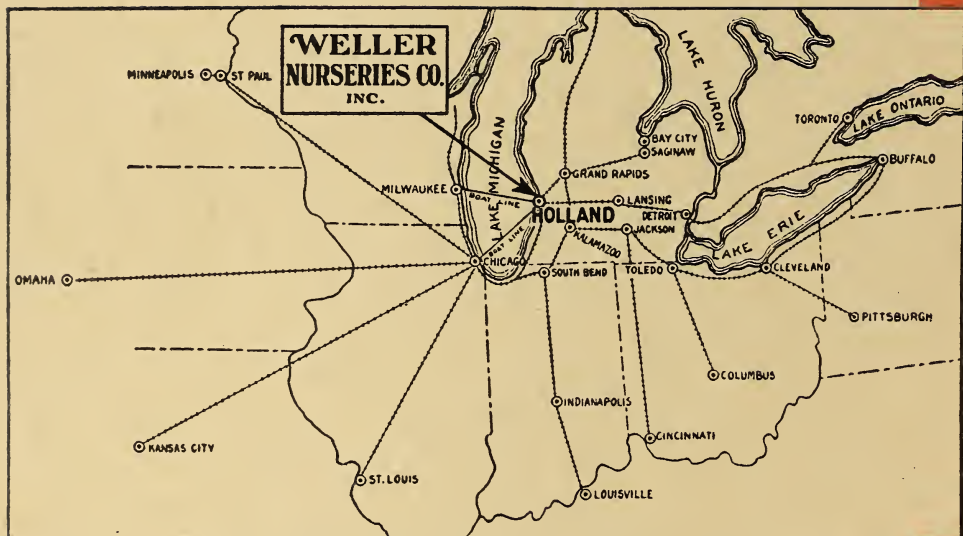 WELLER
NURSERIES CO.
INC.
MINNEAPOLIS
ST PAUL
LAKE HURON
LAKE MICHIGAN
TORONTO
LAKE ONTARIO
BAY CITY
SAGINAW
BUFFALO
GRAND RAPIDS
MILWAUKEE
BOAT LINE
LANSING
HOLLAND
DETROIT
JACKSON
KALAMAZOO
BOAT LINE
LAKE ERIE
CHICAGO
OMAHA
SOUTH BEND
TOLEDO
CLEVELAND
PITTSBURGH
COLUMBUS
INDIANAPOLIS
CINCINNATI
KANSAS CITY
ST. LOUIS
LOUISVILLE